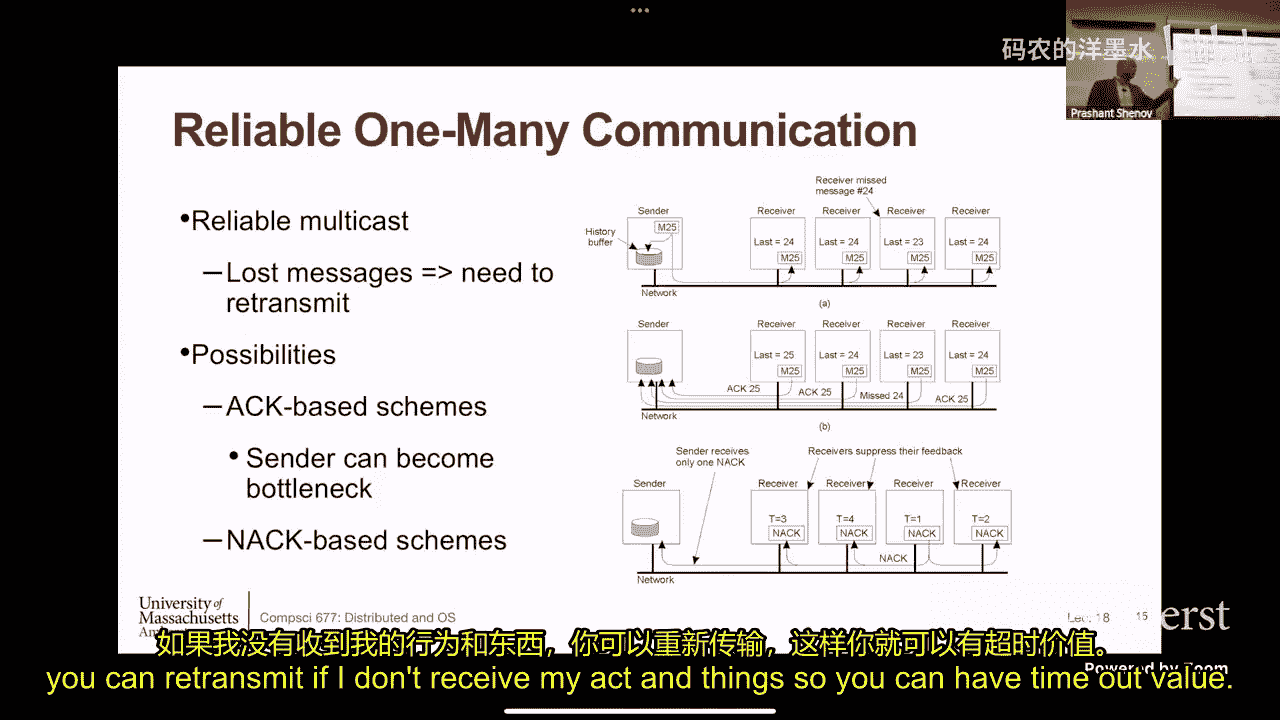 码农的洋墨水
Prashant Shenoy
Reliable One-Many Communication
•Reliable multicast
–Lost messages => need to
retransmit
•Possibilities
–ACK-based schemes
• Sender can become
bottleneck
–NACK-based schemes
Receiver missed
message #24
Sender
Receiver
Receiver
Receiver
Receiver
History
buffer
M25
Last = 24
Last = 24
Last = 23
Last = 24
M25
M25
M25
M25
Network
(a)
Sender
Receiver
Receiver
Receiver
Receiver
Last = 25
Last = 24
Last = 23
Last = 24
M25
M25
M25
M25
ACK 25
ACK 25
Missed 24
ACK 25
Network
(b)
Sender receives
only one NACK
Receivers suppress their feedback
Sender
Receiver
Receiver
Receiver
Receiver
T=3
T=4
T=1
T=2
NACK
NACK
NACK
NACK
NACK
Network
University of
Massachusetts
Compsci 677: Distributed and OS
15
erst
如果我没有收到我的行为和东西，你可以重新传输，这样你就可以有超时价值。
Powered by Zoom
you can retransmit if I don't receive my act and things so you can have time out value.